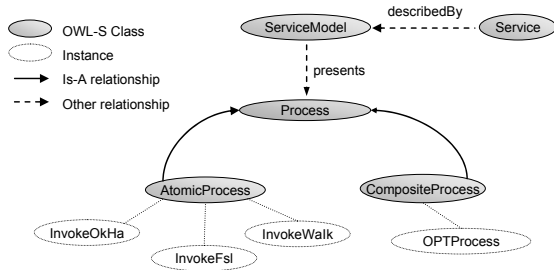 OWL-S Class
Instance
Is-A relationship
Other relationship
ServiceModel
describedBy
Service
presents
Process
AtomicProcess
CompositeProcess
InvokeOkHa
InvokeFsl
InvokeWalk
OPTProcess